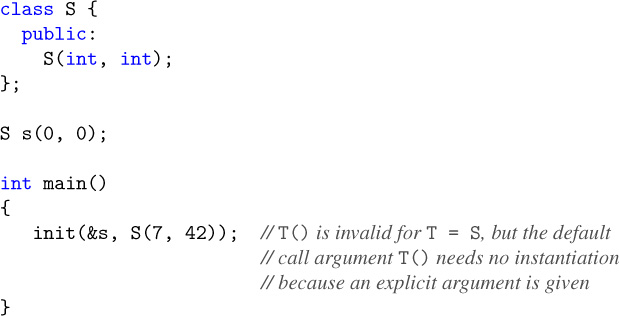 class S {
  public:
    S(int, int);
};

S s(0, 0);

int main()
{
   init(&s, S(7, 42));  // T() is invalid for T = S, but the default
                        // call argument T() needs no instantiation
                        // because an explicit argument is given
}